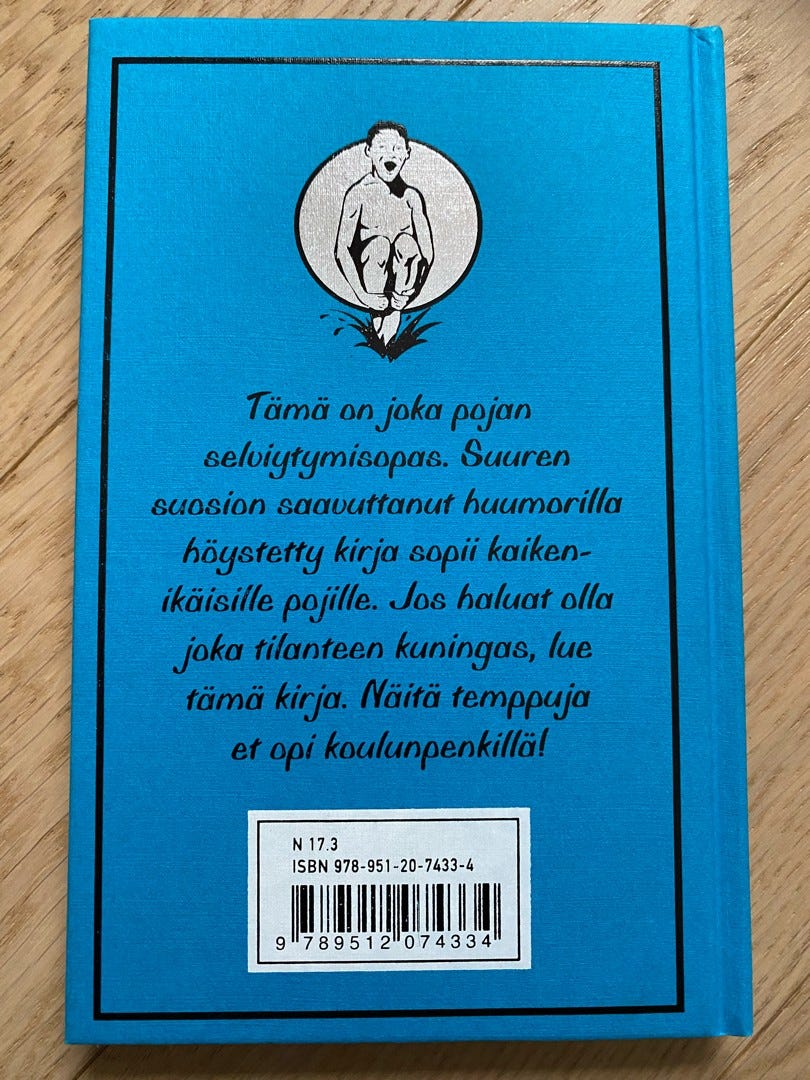 Tämä on joka pojan
selviytymisopas. Suuren
suosion saavuttanut huumorilla
höystetty kirja sopii kaiken-
ikäisille pojille. Jos haluat olla
joka tilanteen kuningas, lue
tämä kirja. Näitä temppuja
et opi koulunpenkillä!
N 17.3
ISBN 978-951-20-7433-4
9 789512 074334